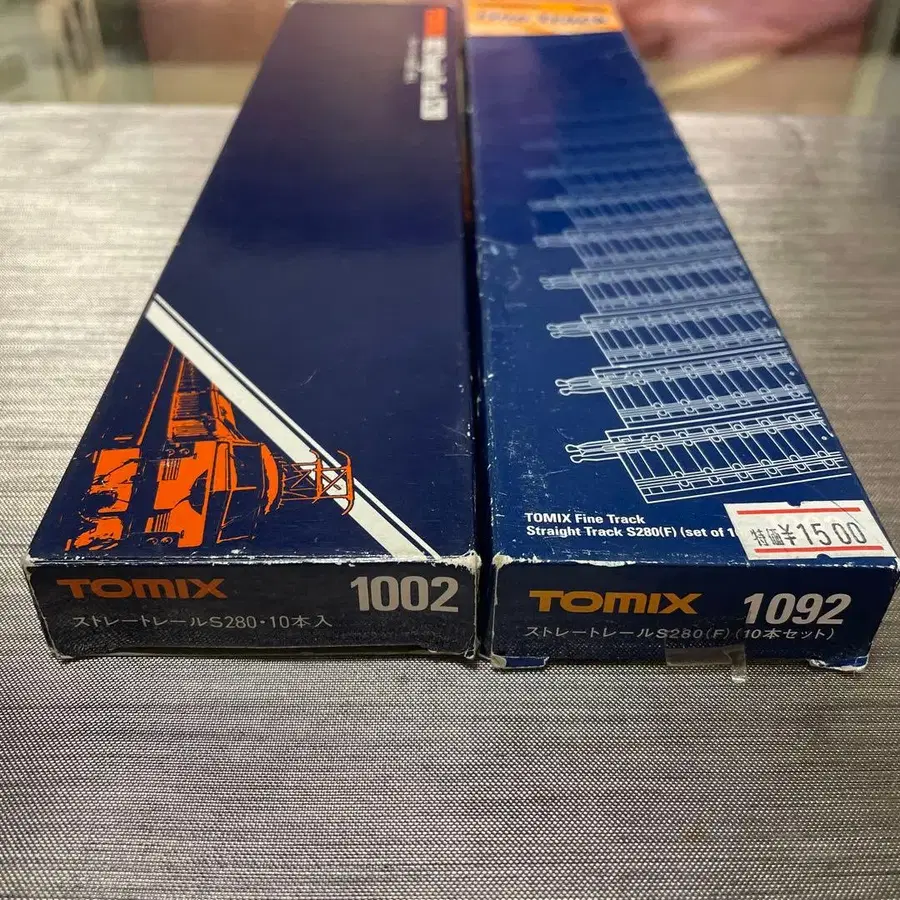 TOMIX 1002
ストレートレールS280・10本入
TOMIX Fine Track
Straight Track S280(F) (set of 1
特価¥1500
TOMIX 1092
ストレートレールS280(F)(10本セット)